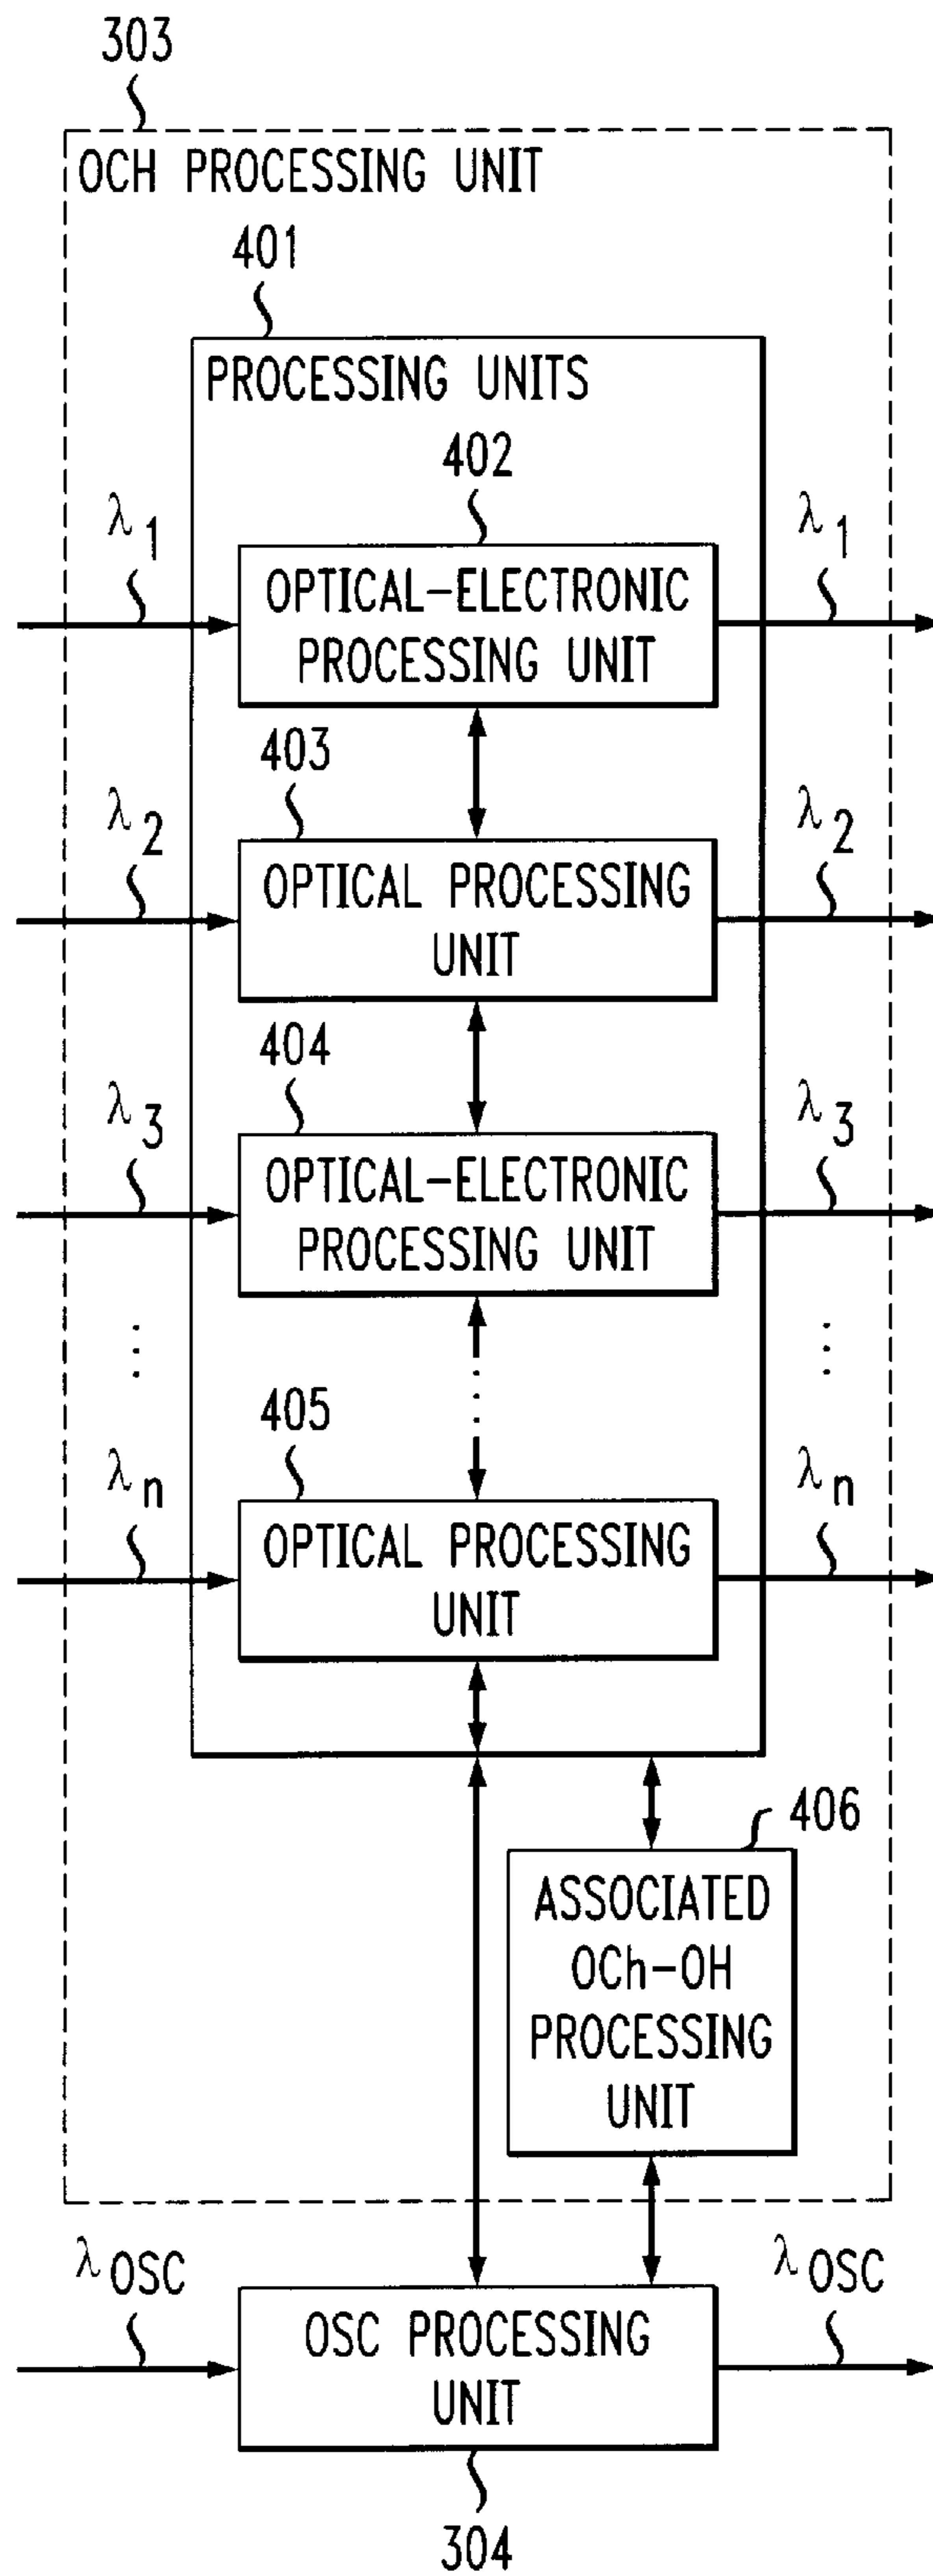 303
OCH PROCESSING UNIT
401
PROCESSING UNITS
402
λ1
λ1
OPTICAL-ELECTRONIC
PROCESSING UNIT
403
λ2
λ2
OPTICAL PROCESSING
UNIT
404
λ3
λ3
OPTICAL-ELECTRONIC
PROCESSING UNIT
405
λn
λn
OPTICAL PROCESSING
UNIT
406
ASSOCIATED
OCh-OH
PROCESSING
UNIT
λOSC
λOSC
OSC PROCESSING
UNIT
304